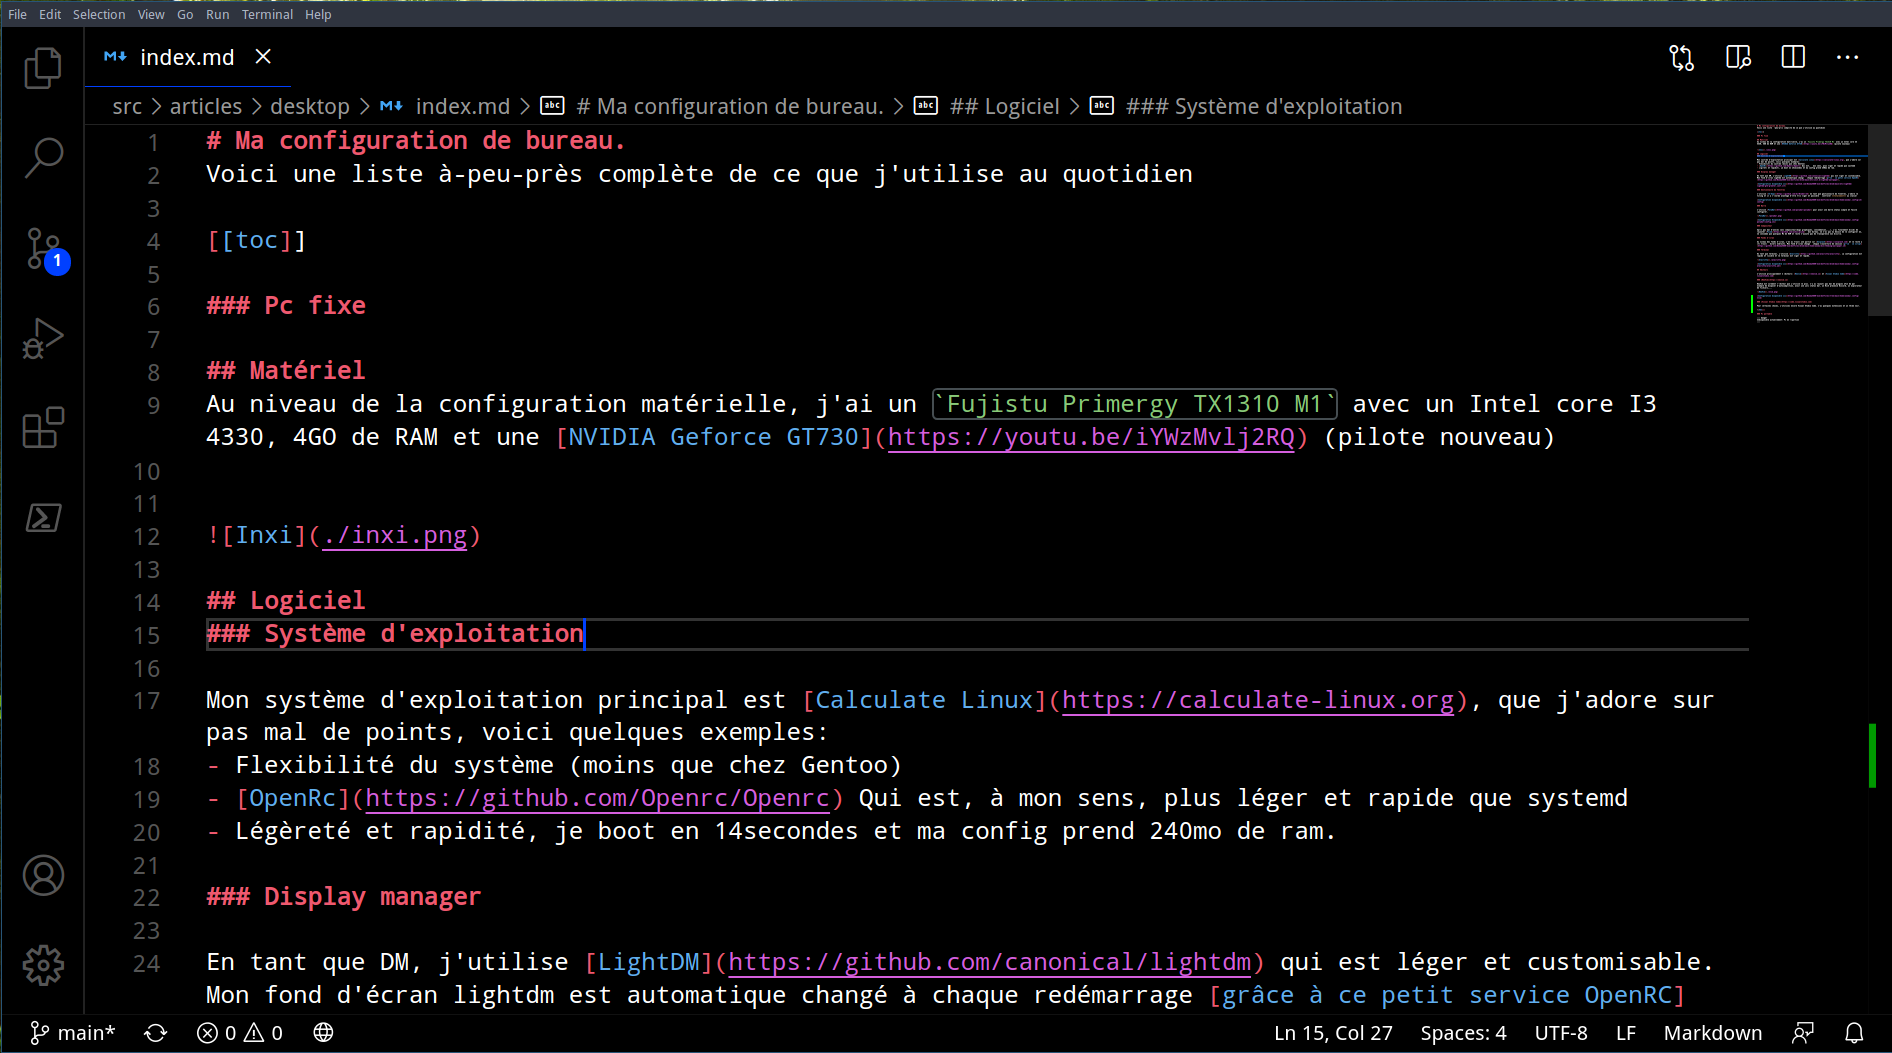 File Edit Selection View Go Run Terminal Help
index.md
src > articles > desktop > index.md > # Ma configuration de bureau. > ## Logiciel > ### Système d'exploitation
1 # Ma configuration de bureau.
2 Voici une liste à-peu-près complète de ce que j'utilise au quotidien
3
4 [[toc]]
5
6 ### Pc fixe
7
8 ## Matériel
9 Au niveau de la configuration matérielle, j'ai un `Fujistu Primergy TX1310 M1` avec un Intel core I3
4330, 4GO de RAM et une [NVIDIA Geforce GT730](https://youtu.be/iYWzMvlj2RQ) (pilote nouveau)
10
11
12 ![Inxi](./inxi.png)
13
14 ## Logiciel
15 ### Système d'exploitation
16
17 Mon système d'exploitation principal est [Calculate Linux](https://calculate-linux.org), que j'adore sur
pas mal de points, voici quelques exemples:
18 - Flexibilité du système (moins que chez Gentoo)
19 - [OpenRc](https://github.com/Openrc/Openrc) Qui est, à mon sens, plus léger et rapide que systemd
20 - Légèreté et rapidité, je boot en 14secondes et ma config prend 240mo de ram.
21
22 ### Display manager
23
24 En tant que DM, j'utilise [LightDM](https://github.com/canonical/lightdm) qui est léger et customisable.
Mon fond d'écran lightdm est automatique changé à chaque redémarrage [grâce à ce petit service OpenRC]
1
main* 0 0 Ln 15, Col 27 Spaces: 4 UTF-8 LF Markdown